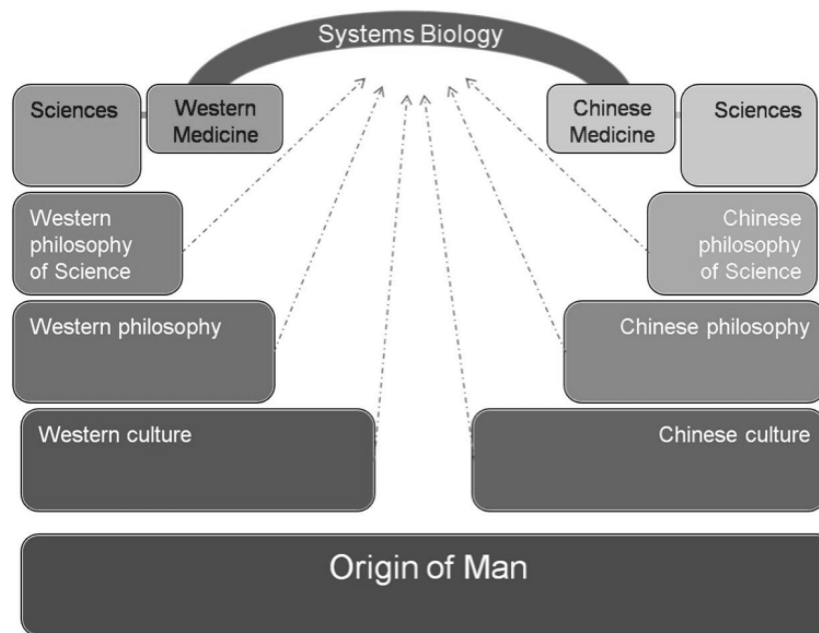 Systems Biology
Sciences
Western
Medicine
Chinese
Medicine
Sciences
Western
philosophy
of Science
Chinese
philosophy
of Science
Western philosophy
Chinese philosophy
Western culture
Chinese culture
Origin of Man